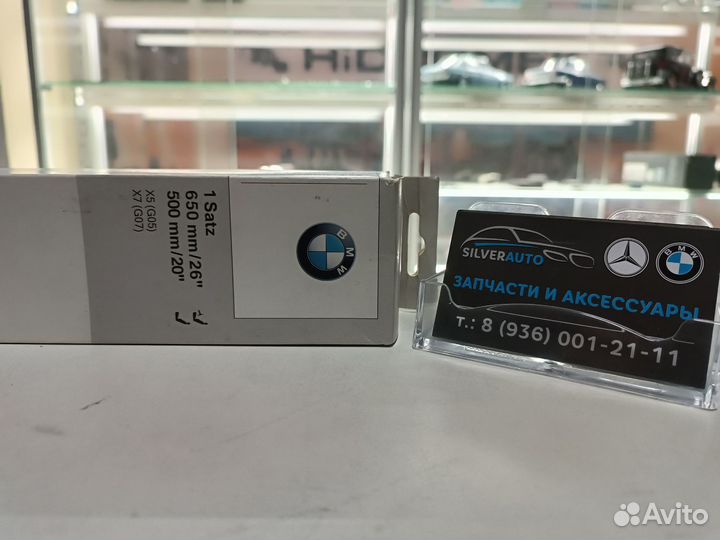 1 Satz
650 mm/26"
500 mm/20"
X5 (G05)
X7 (G07)
BMW
SILVERAUTO
BMW
ЗАПЧАСТИ И АКСЕССУАРЫ
т.: 8 (936) 001-21-11
Avito